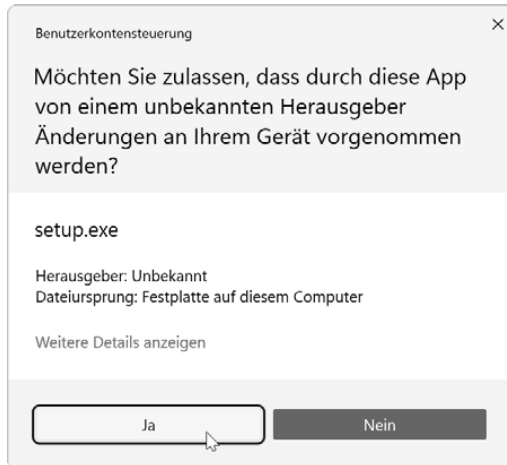 Benutzerkontensteuerung
Möchten Sie zulassen, dass durch diese App
von einem unbekannten Herausgeber
Änderungen an Ihrem Gerät vorgenommen
werden?
setup.exe
Herausgeber: Unbekannt
Dateiursprung: Festplatte auf diesem Computer
Weitere Details anzeigen
Ja
Nein